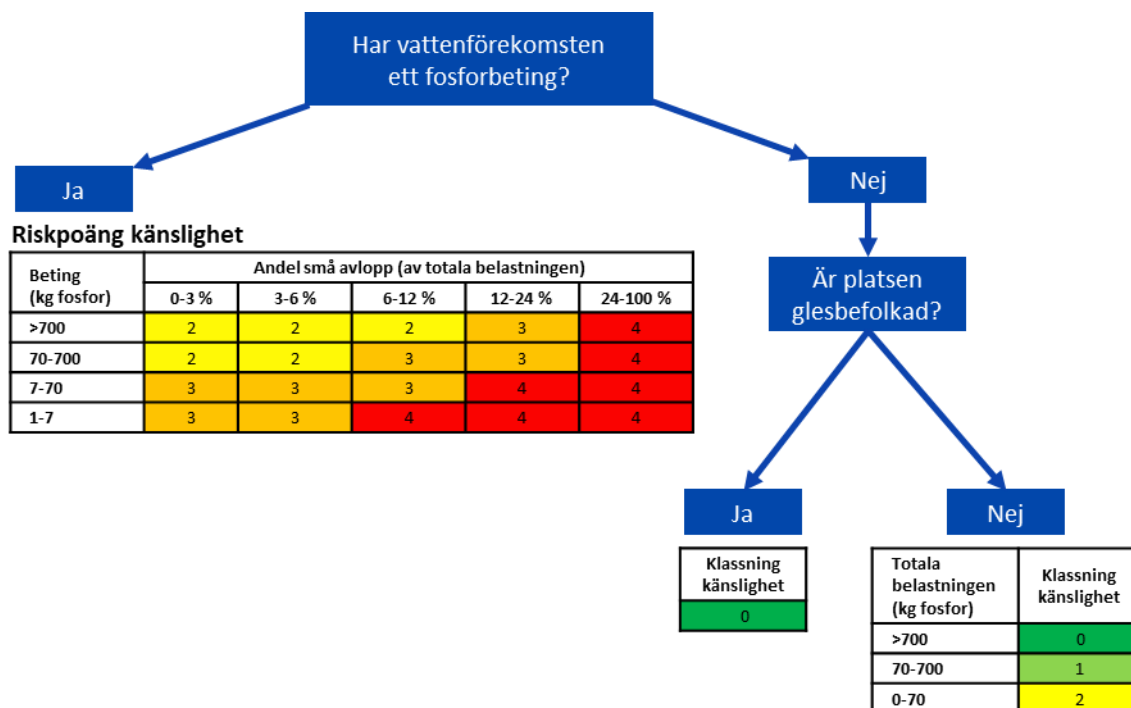 Har vattenförekomsten
ett fosforbeting?
Ja
Nej
Riskpoäng känslighet
Beting
(kg fosfor)
Andel små avlopp (av totala belastningen)
0-3 % 3-6 % 6-12 % 12-24 % 24-100 %
>700 2 2 2 3 4
70-700 2 2 3 3 4
7-70 3 3 3 4 4
1-7 3 3 4 4 4
Är platsen
glesbefolkad?
Ja
Nej
Klassning
känslighet
0
Totala
belastningen
(kg fosfor)
Klassning
känslighet
>700 0
70-700 1
0-70 2